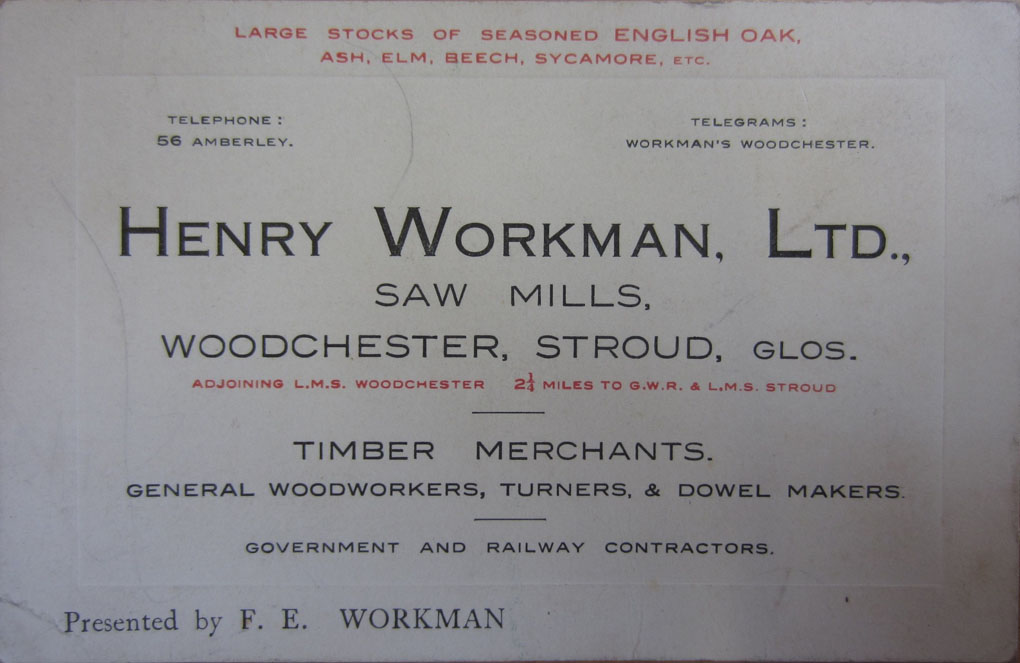 LARGE STOCKS OF SEASONED ENGLISH OAK,
ASH, ELM, BEECH, SYCAMORE, ETC.
TELEPHONE :
56 AMBERLEY.
TELEGRAMS :
WORKMAN'S WOODCHESTER.
HENRY WORKMAN, LTD.,
SAW MILLS,
WOODCHESTER, STROUD, GLOS.
ADJOINING L.M.S. WOODCHESTER 2¼ MILES TO G.W.R. & L.M.S. STROUD
TIMBER MERCHANTS.
GENERAL WOODWORKERS, TURNERS, & DOWEL MAKERS.
GOVERNMENT AND RAILWAY CONTRACTORS.
Presented by F. E. WORKMAN